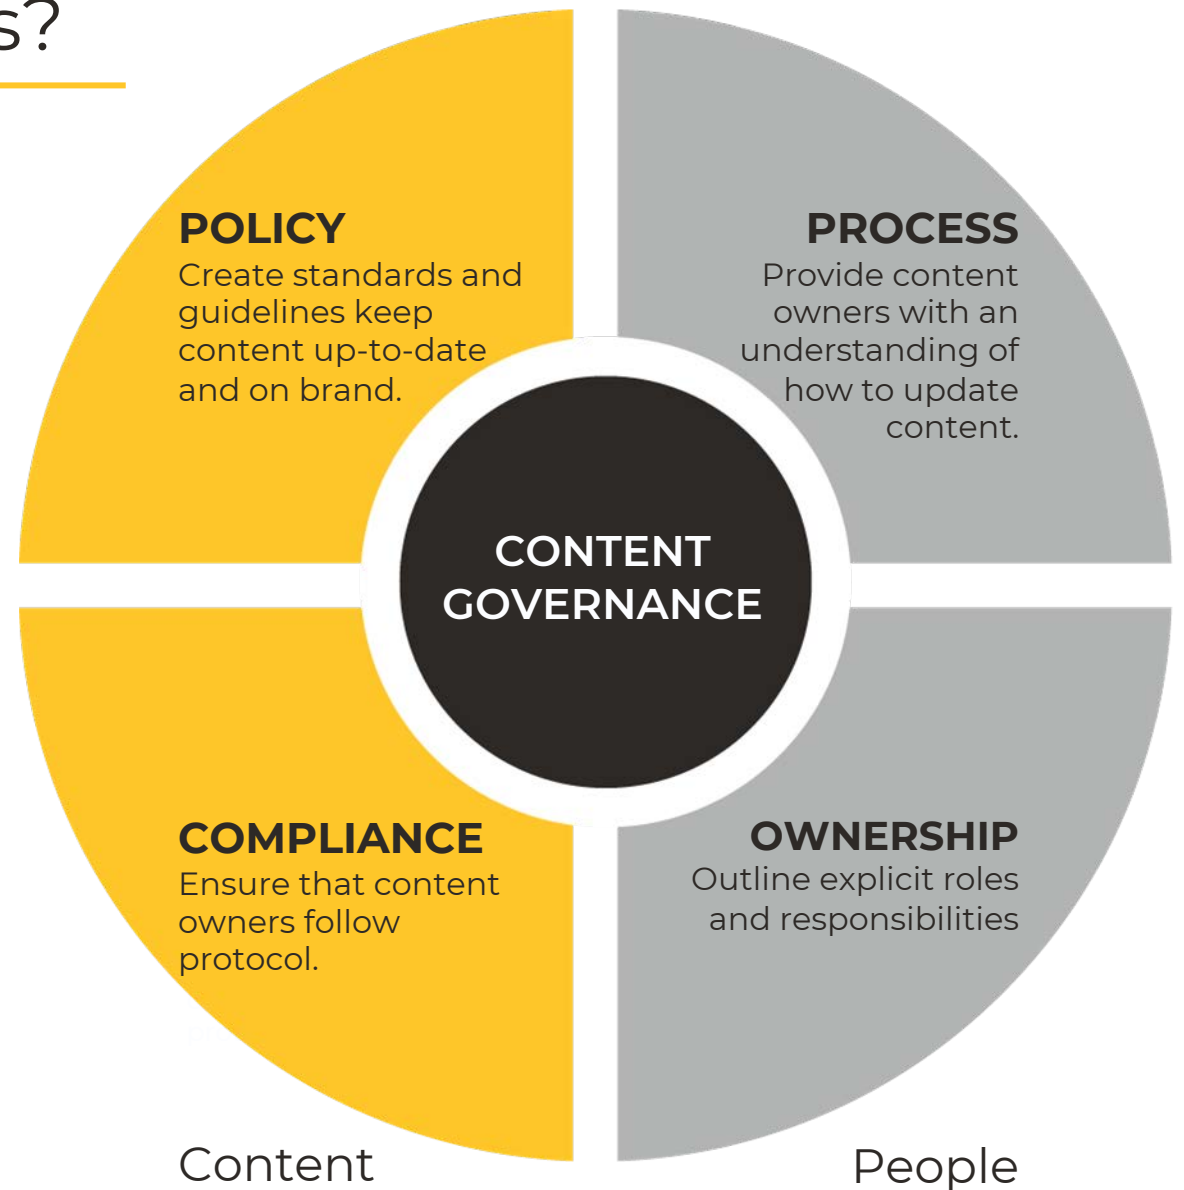 s?
POLICY
Create standards and
guidelines keep
content up-to-date
and on brand.
PROCESS
Provide content
owners with an
understanding of
how to update
content.
CONTENT
GOVERNANCE
COMPLIANCE
Ensure that content
owners follow
protocol.
OWNERSHIP
Outline explicit roles
and responsibilities
Content
People